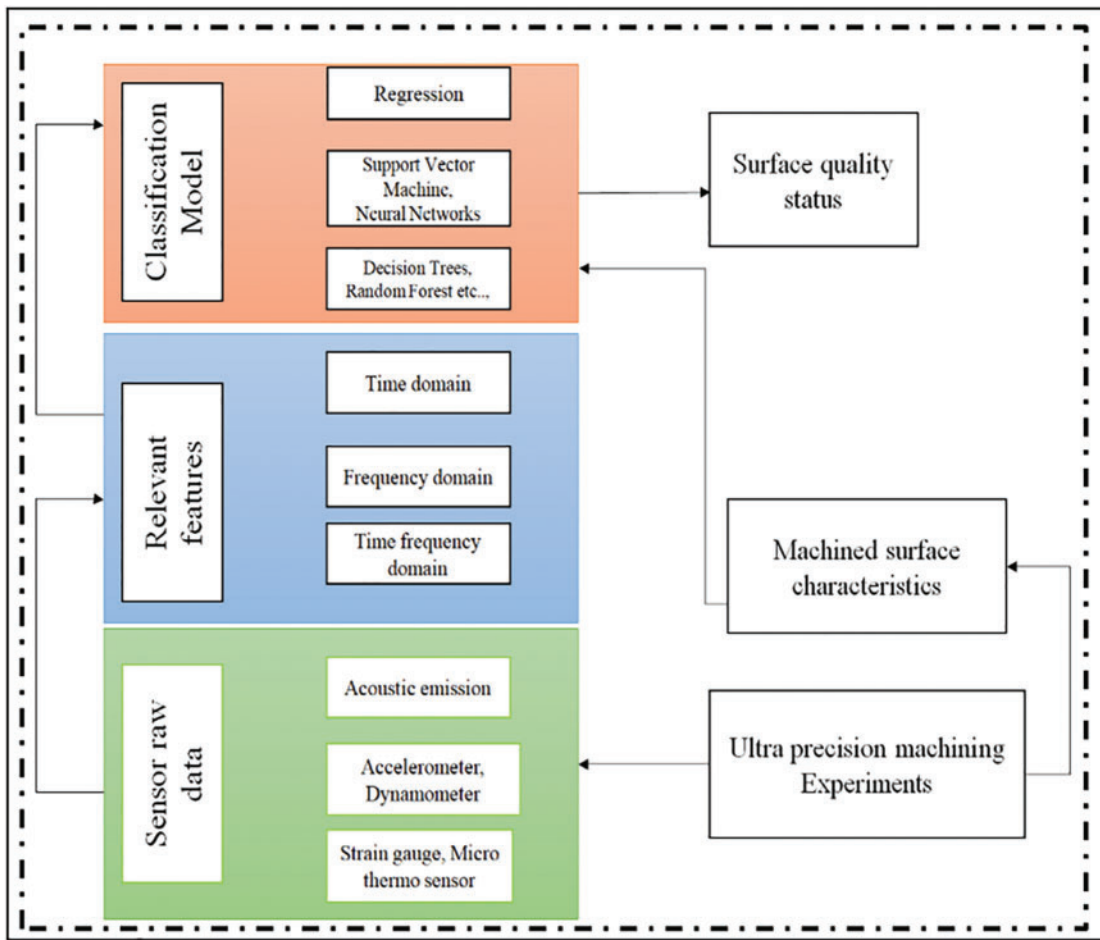 Classification
Model
Regression
Support Vector
Machine,
Neural Networks
Decision Trees,
Random Forest etc..,
Surface quality
status
Relevant
features
Time domain
Frequency domain
Time frequency
domain
Machined surface
characteristics
Sensor raw
data
Acoustic emission
Accelerometer,
Dynamometer
Strain gauge, Micro
thermo sensor
Ultra precision machining
Experiments